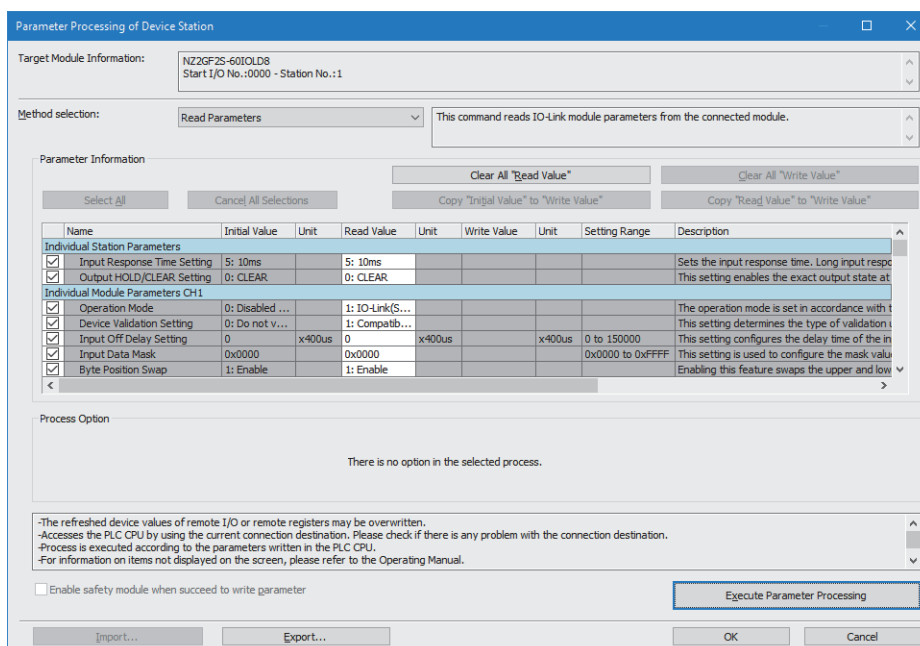 Parameter Processing of Device Station
Target Module Information:
NZ2GF2S-60IOLD8
Start I/O No.:0000 - Station No.:1
Method selection:
Read Parameters
This command reads IO-Link module parameters from the connected module.
Parameter Information
Clear All "Read Value"
Clear All "Write Value"
Select All
Cancel All Selections
Copy "Initial Value" to "Write Value"
Copy "Read Value" to "Write Value"
Name Initial Value Unit Read Value Unit Write Value Unit Setting Range Description
Individual Station Parameters
Input Response Time Setting 5: 10ms 5: 10ms Sets the input response time. Long input respo
Output HOLD/CLEAR Setting 0: CLEAR 0: CLEAR This setting enables the exact output state at
Individual Module Parameters CH1
Operation Mode 0: Disabled ... 1: IO-Link(S... The operation mode is set in accordance with t
Device Validation Setting 0: Do not v... 1: Compatib... This setting determines the type of validation u
Input Off Delay Setting 0 x400us 0 x400us x400us 0 to 150000 This setting configures the delay time of the in
Input Data Mask 0x0000 0x0000 0x0000 to 0xFFFF This setting is used to configure the mask valu
Byte Position Swap 1: Enable 1: Enable Enabling this feature swaps the upper and low
Process Option
There is no option in the selected process.
-The refreshed device values of remote I/O or remote registers may be overwritten.
-Accesses the PLC CPU by using the current connection destination. Please check if there is any problem with the connection destination.
-Process is executed according to the parameters written in the PLC CPU.
-For information on items not displayed on the screen, please refer to the Operating Manual.
Enable safety module when succeed to write parameter
Execute Parameter Processing
Import...
Export...
OK
Cancel